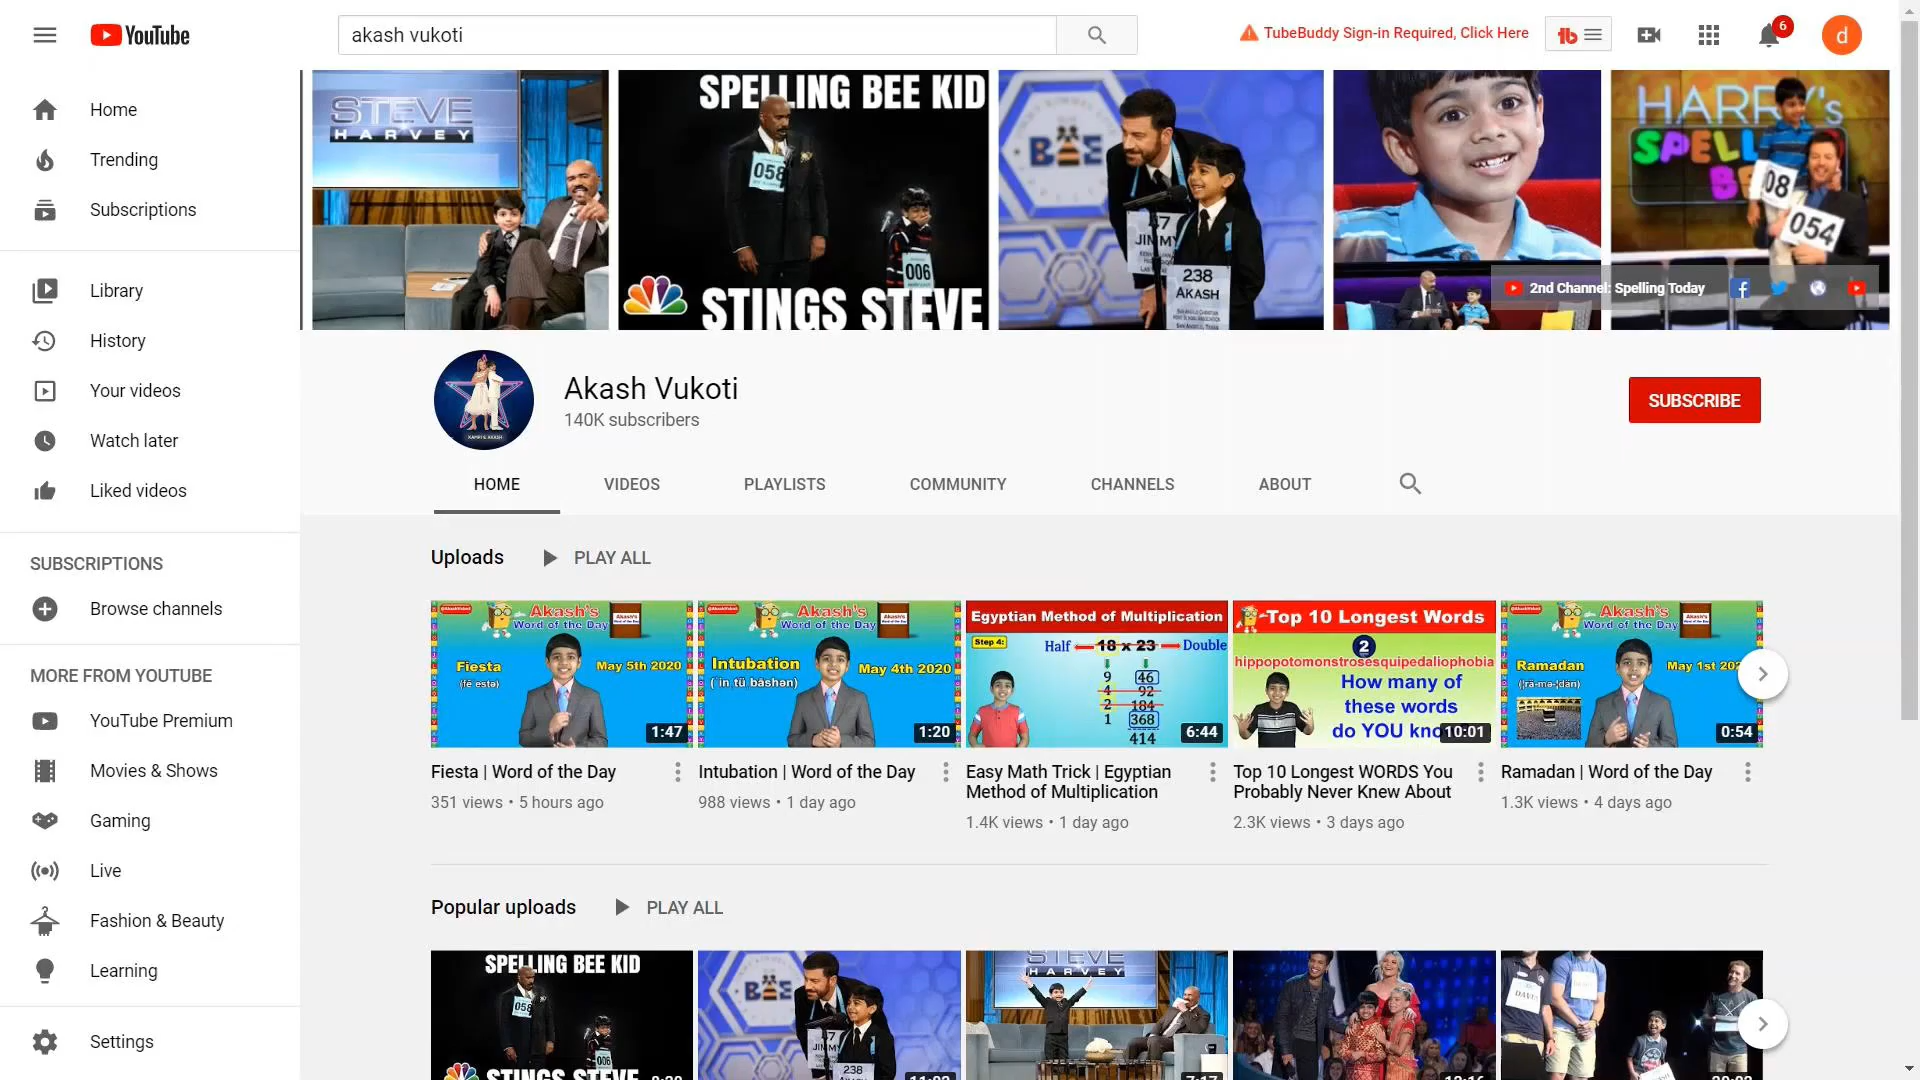 YouTube
akash vukoti
TubeBuddy Sign-in Required, Click Here
6
d
Home
Trending
Subscriptions
Library
History
Your videos
Watch later
Liked videos
SUBSCRIPTIONS
Browse channels
MORE FROM YOUTUBE
YouTube Premium
Movies & Shows
Gaming
Live
Fashion & Beauty
Learning
Settings
STEVE
HARVEY
SPELLING BEE KID
058
006
STINGS STEVE
BEE
47
JIMMY
238
AKASH
HARRY's
SPELL
B
08
054
2nd Channel: Spelling Today
Akash Vukoti
140K subscribers
SUBSCRIBE
HOME
VIDEOS
PLAYLISTS
COMMUNITY
CHANNELS
ABOUT
Uploads
PLAY ALL
Akash's
Word of the Day
Fiesta
(fē estə)
May 5th 2020
1:47
Fiesta | Word of the Day
351 views • 5 hours ago
Akash's
Word of the Day
Intubation
May 4th 2020
1:20
Intubation | Word of the Day
988 views • 1 day ago
Egyptian Method of Multiplication
Step 4:
Half
18 x 23
Double
9 46
4 92
2 184
1 368
414
6:44
Easy Math Trick | Egyptian
Method of Multiplication
1.4K views • 1 day ago
Top 10 Longest Words
2
hippopotomonstrosesquipedaliophobia
How many of
these words
do YOU kno
10:01
Top 10 Longest WORDS You
Probably Never Knew About
2.3K views • 3 days ago
Akash's
Word of the Day
Ramadan
May 1st 202
0:54
Ramadan | Word of the Day
1.3K views • 4 days ago
Popular uploads
PLAY ALL
SPELLING BEE KID
058
006
STINGS STEVE
BEE
47
JIMMY
238
STEVE
HARVEY